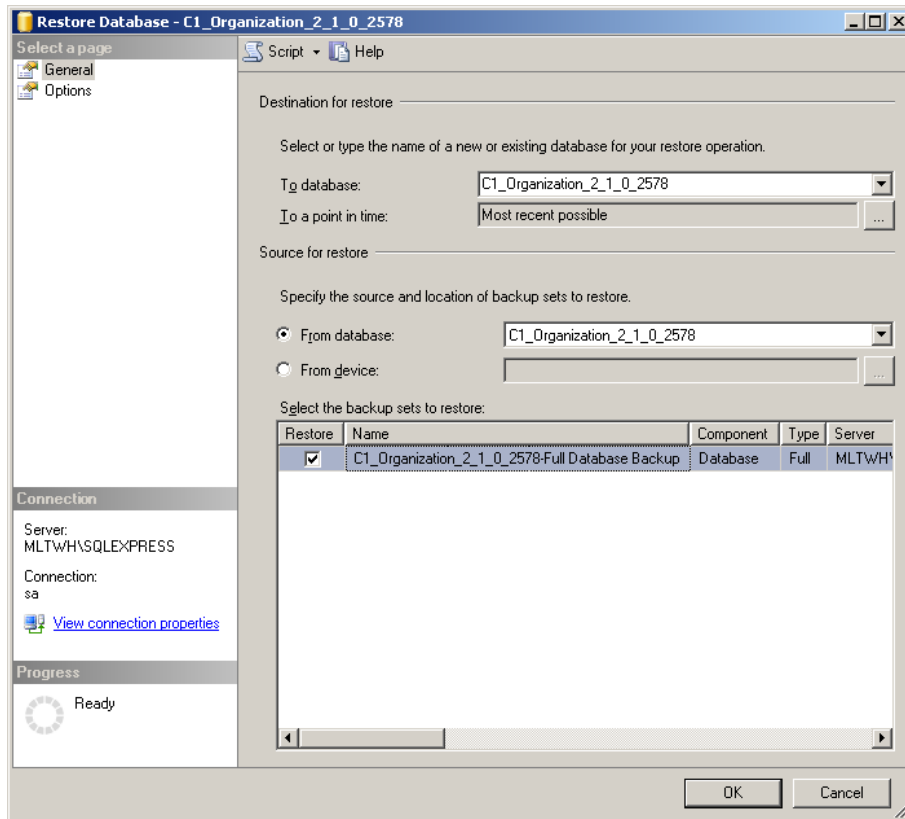 Restore Database - C1_Organization_2_1_0_2578
Select a page
General
Options
Script
Help
Destination for restore
Select or type the name of a new or existing database for your restore operation.
To database:
C1_Organization_2_1_0_2578
To a point in time:
Most recent possible
...
Source for restore
Specify the source and location of backup sets to restore.
From database:
C1_Organization_2_1_0_2578
From device:
...
Select the backup sets to restore:
Restore Name Component Type Server
C1_Organization_2_1_0_2578-Full Database Backup Database Full MLTWH\
Connection
Server:
MLTWH\SQLEXPRESS
Connection:
sa
View connection properties
Progress
Ready
OK
Cancel